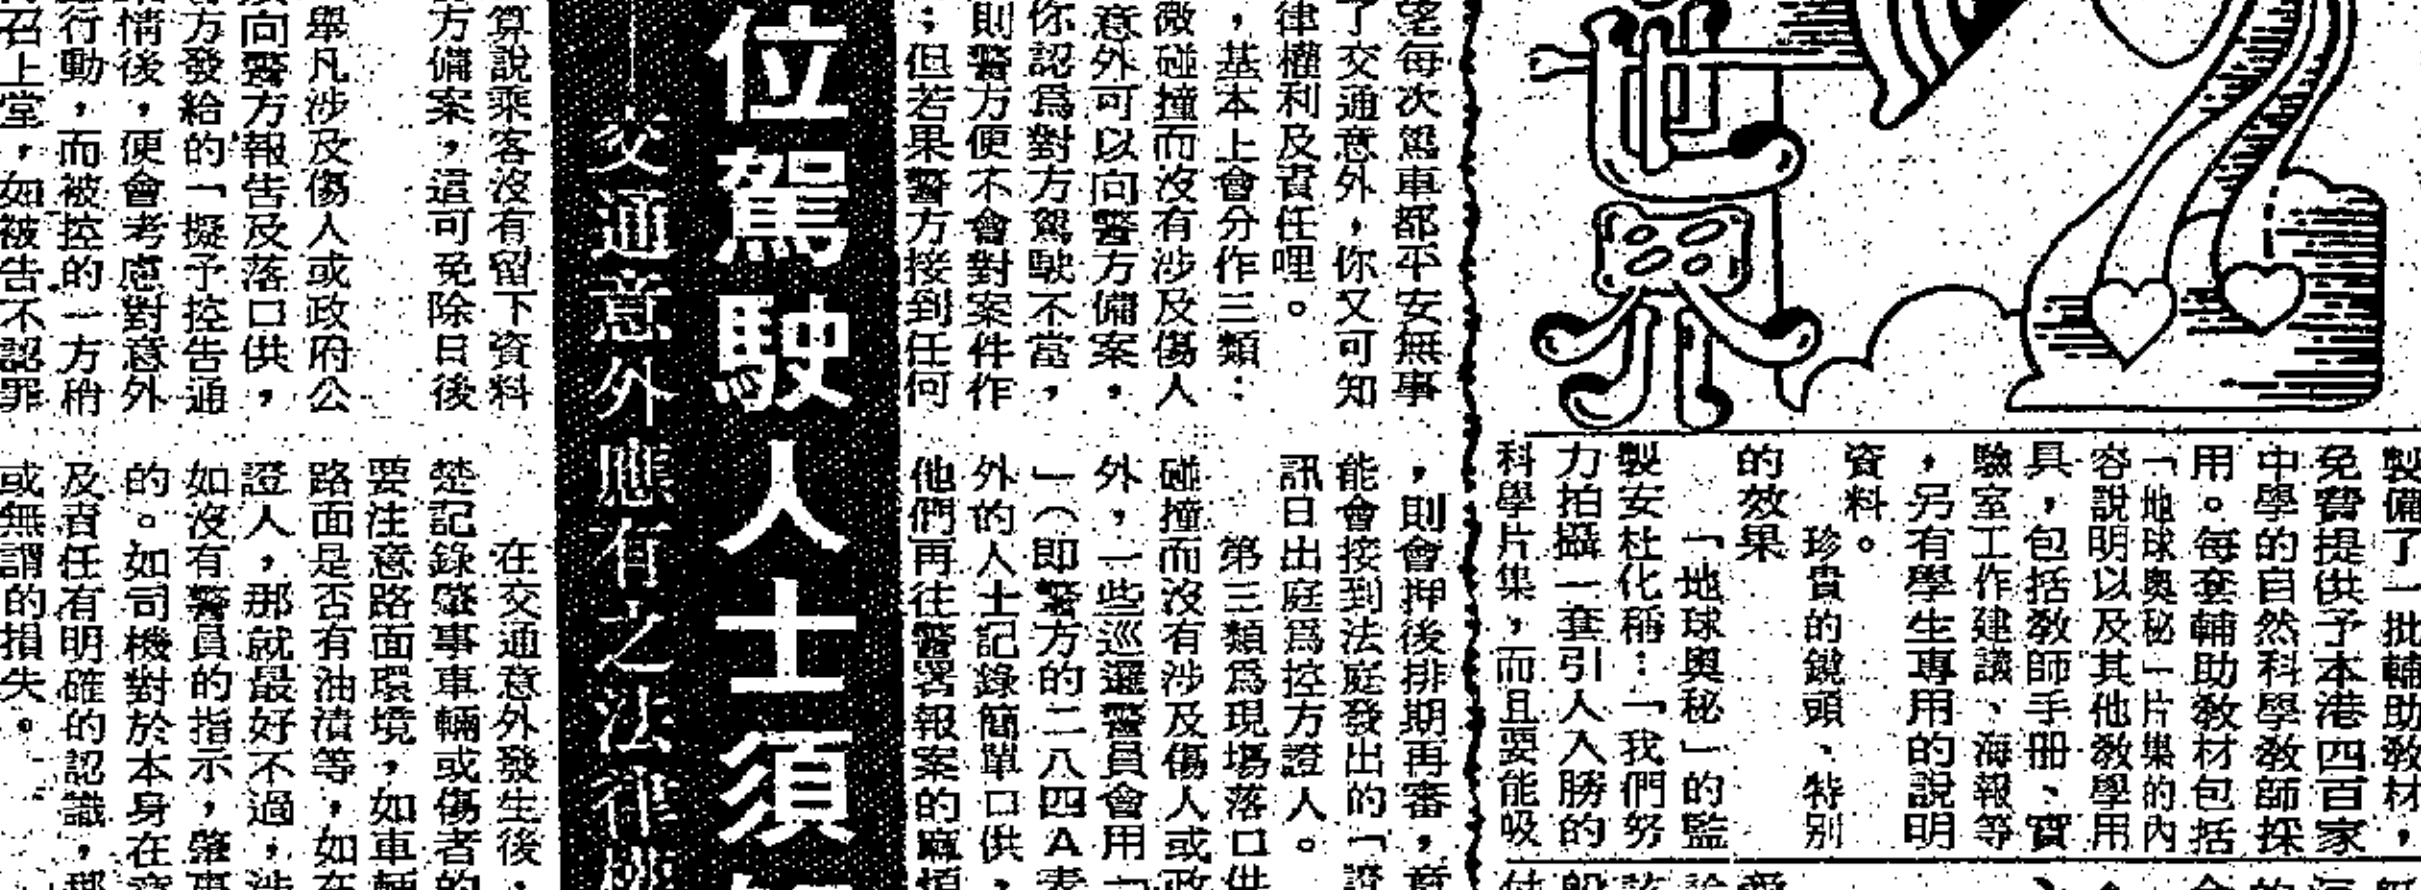 世界
製備了一批輔助教材，
免費提供予本港四百家
中學的自然科學教師採
用。每套輔助教材包括
「地球奧秘」片集的內
容說明以及其他教學用
具，包括教師手冊、實
驗室工作建議、海報等
，另有學生專用的說明
資料。
珍貴的鏡頭、特別
的效果
「地球奧秘」的監
製安杜化稱：「我們努
力拍攝一套引人入勝的
科學片集，而且要能吸
望每次駕車都平安無事
了交通意外，你又可知
律權利及責任哩。
，基本上會分作三類：
微碰撞而沒有涉及傷人
意外可以向警方備案，
你認爲對方駕駛不當，
則警方便不會對案件作
；但若果警方接到任何
，則會押後排期再審，
能會接到法庭發出的「證
訊日出庭爲控方證人。
第三類爲現場落口供
碰撞而沒有涉及傷人或政
外，一些巡邏警員會用「
一（即警方的二八四A表
外的人士記錄簡單口供，
他們再往警署報案的麻煩
位駕駛人士須
交通意外應有之法律
算說乘客沒有留下資料
方備案，這可免除日後
舉凡涉及傷人或政府公
向警方報告及落口供，
方發給的「擬予控告通
情後，便會考慮對意外
行動，而被控的一方稍
召上堂，如被告不認罪
在交通意外發生後，
楚記錄肇事車輛或傷者的
要注意路面環境，如車輛
路面是否有油漬等，如在
證人，那就最好不過，涉
如沒有警員的指示，肇事
的。如司機對於本身在意
及責任有明確的認識，那
或無謂的損失。